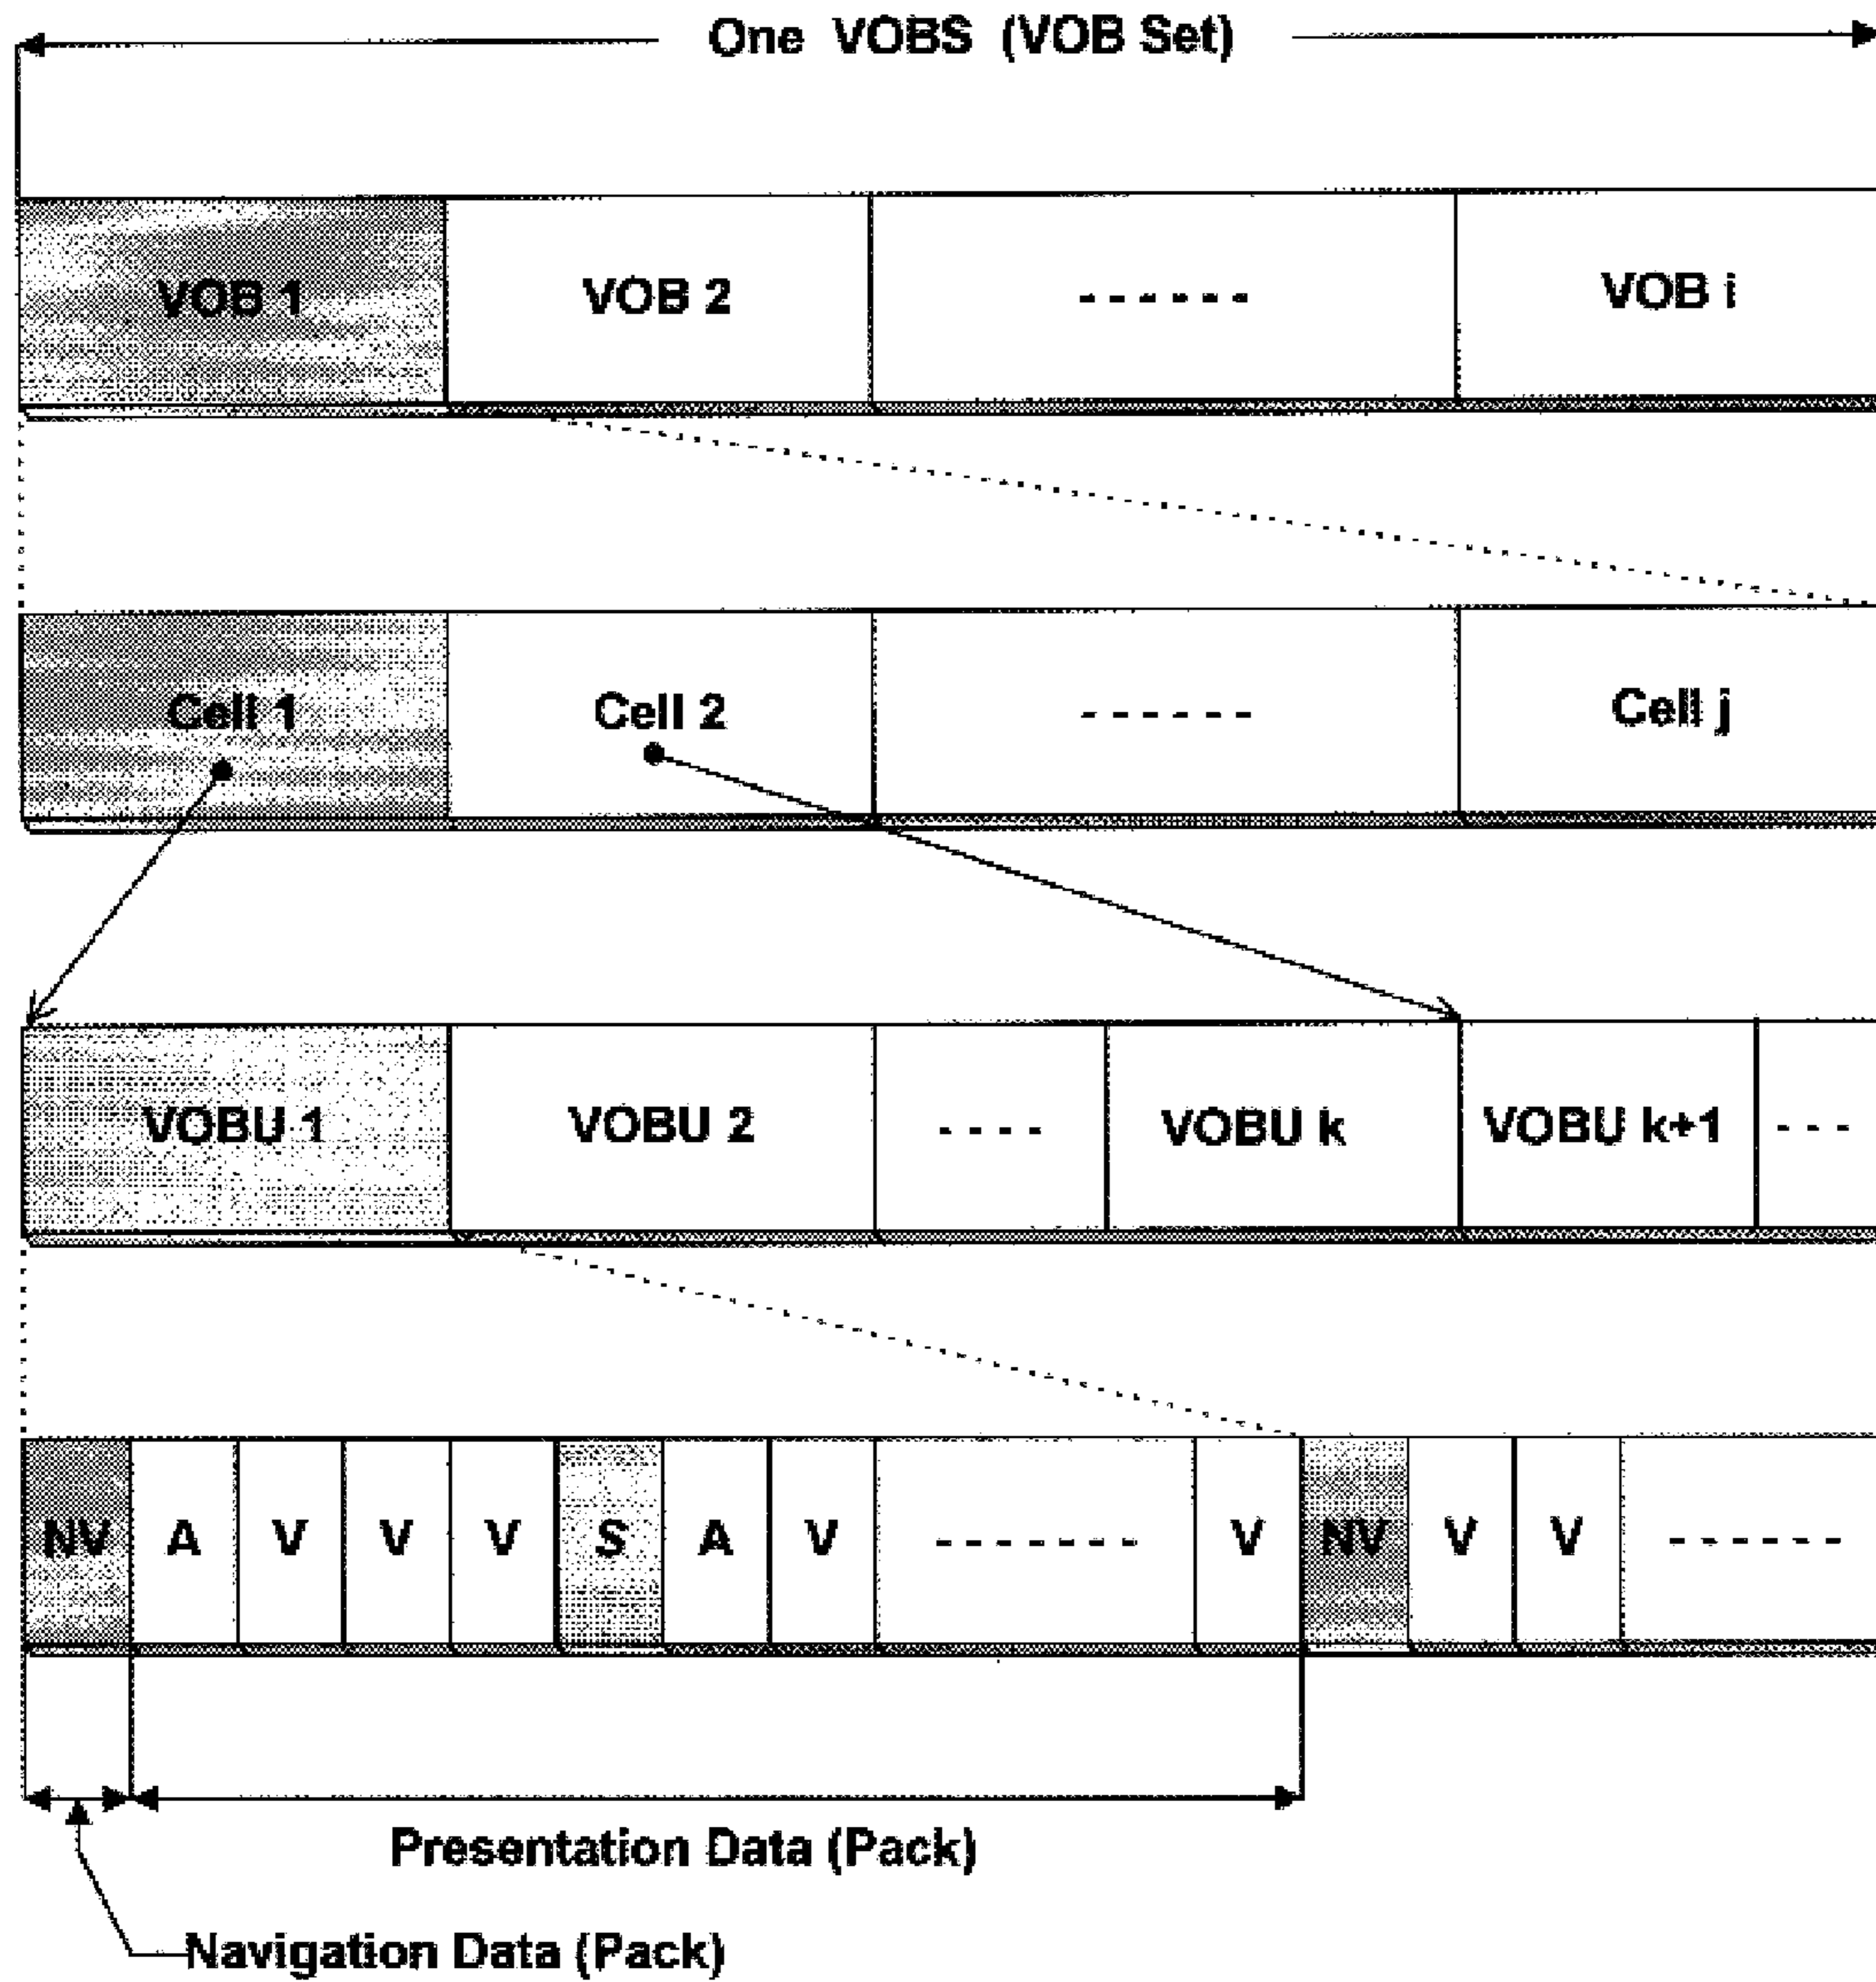 One VOBS (VOB Set)
VOB 1 VOB 2 ------ VOB i
Cell 1 Cell 2 ------ Cell j
VOBU 1 VOBU 2 ---- VOBU k VOBU k+1 ---
NV A V V V S A V ------- V NV V V ------
Presentation Data (Pack)
Navigation Data (Pack)